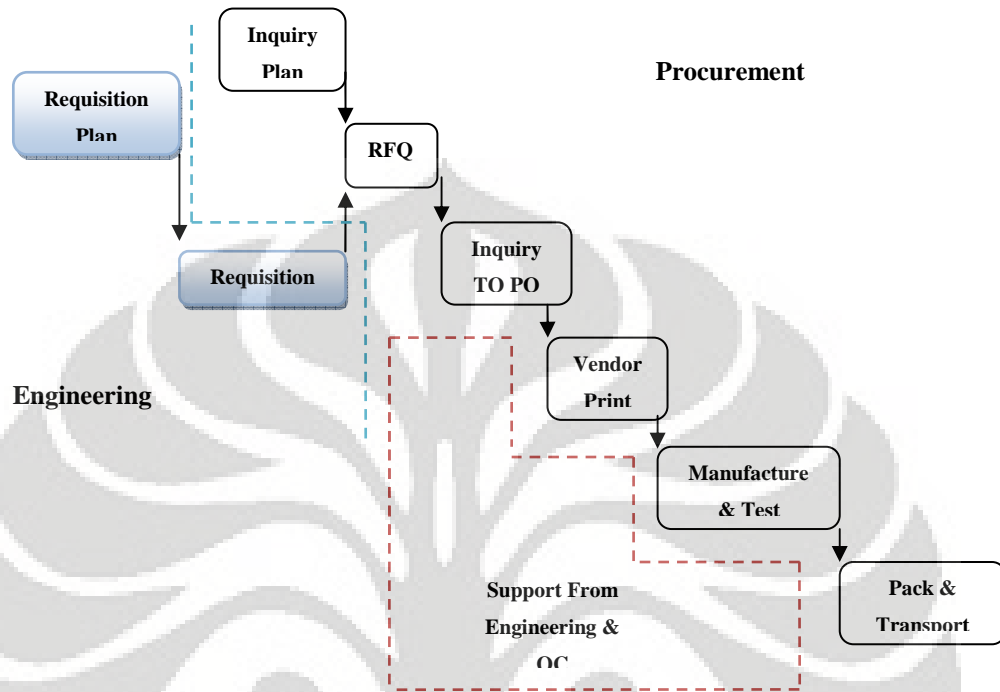 Inquiry
Plan
Procurement
Requisition
Plan
RFQ
Inquiry
TO PO
Requisition
Vendor
Print
Engineering
Manufacture
& Test
Support From
Engineering &
QC
Pack &
Transport